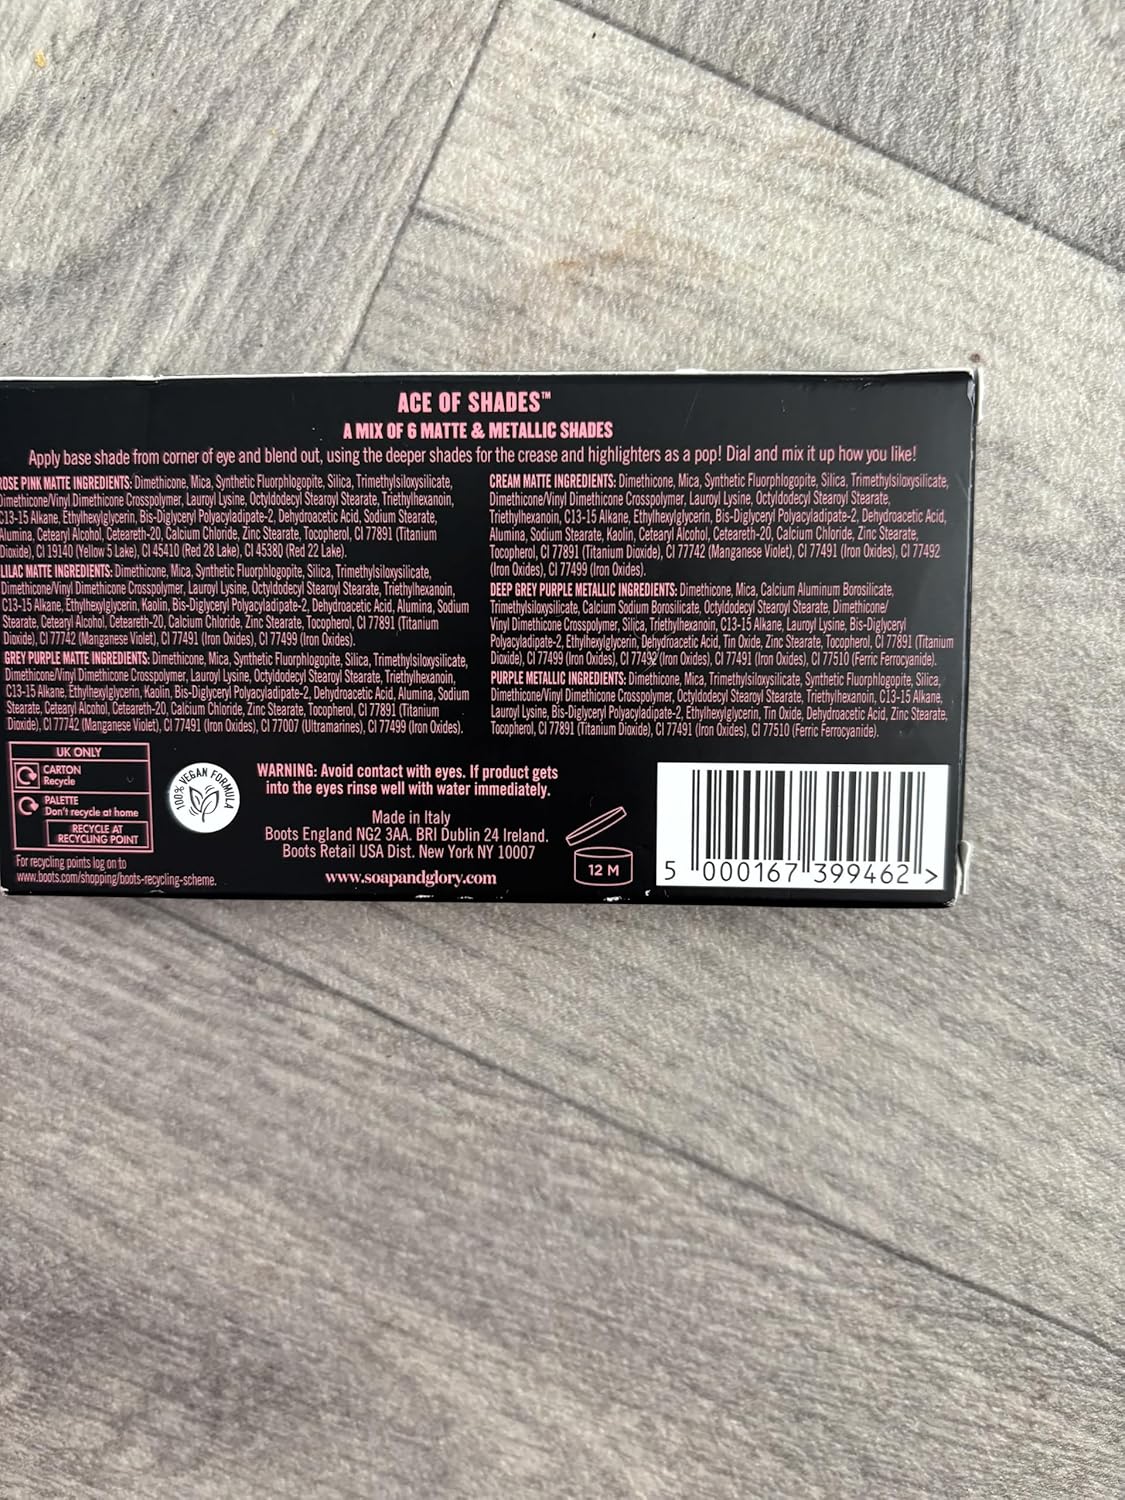 ACE OF SHADES™
A MIX OF 6 MATTE & METALLIC SHADES
Apply base shade from corner of eye and blend out, using the deeper shades for the crease and highlighters as a pop! Dial and mix it up how you like!
ROSE PINK MATTE INGREDIENTS: Dimethicone, Mica, Synthetic Fluorphlogopite, Silica, Trimethylsiloxysilicate,
Dimethicone/Vinyl Dimethicone Crosspolymer, Lauroyl Lysine, Octyldodecyl Stearoyl Stearate, Triethylhexanoin,
C13-15 Alkane, Ethylhexylglycerin, Bis-Diglyceryl Polyacyladipate-2, Dehydroacetic Acid, Sodium Stearate,
Alumina, Cetearyl Alcohol, Ceteareth-20, Calcium Chloride, Zinc Stearate, Tocopherol, CI 77891 (Titanium
Dioxide), CI 19140 (Yellow 5 Lake), CI 45410 (Red 28 Lake), CI 45380 (Red 22 Lake).
LILAC MATTE INGREDIENTS: Dimethicone, Mica, Synthetic Fluorphlogopite, Silica, Trimethylsiloxysilicate,
Dimethicone/Vinyl Dimethicone Crosspolymer, Lauroyl Lysine, Octyldodecyl Stearoyl Stearate, Triethylhexanoin,
C13-15 Alkane, Ethylhexylglycerin, Kaolin, Bis-Diglyceryl Polyacyladipate-2, Dehydroacetic Acid, Alumina, Sodium
Stearate, Cetearyl Alcohol, Ceteareth-20, Calcium Chloride, Zinc Stearate, Tocopherol, CI 77891 (Titanium
Dioxide), CI 77742 (Manganese Violet), CI 77491 (Iron Oxides), CI 77499 (Iron Oxides).
GREY PURPLE MATTE INGREDIENTS: Dimethicone, Mica, Synthetic Fluorphlogopite, Silica, Trimethylsiloxysilicate,
Dimethicone/Vinyl Dimethicone Crosspolymer, Lauroyl Lysine, Octyldodecyl Stearoyl Stearate, Triethylhexanoin,
C13-15 Alkane, Ethylhexylglycerin, Kaolin, Bis-Diglyceryl Polyacyladipate-2, Dehydroacetic Acid, Alumina, Sodium
Stearate, Cetearyl Alcohol, Ceteareth-20, Calcium Chloride, Zinc Stearate, Tocopherol, CI 77891 (Titanium
Dioxide), CI 77742 (Manganese Violet), CI 77491 (Iron Oxides), CI 77007 (Ultramarines), CI 77499 (Iron Oxides).
CREAM MATTE INGREDIENTS: Dimethicone, Mica, Synthetic Fluorphlogopite, Silica, Trimethylsiloxysilicate,
Dimethicone/Vinyl Dimethicone Crosspolymer, Lauroyl Lysine, Octyldodecyl Stearoyl Stearate,
Triethylhexanoin, C13-15 Alkane, Ethylhexylglycerin, Bis-Diglyceryl Polyacyladipate-2, Dehydroacetic Acid,
Alumina, Sodium Stearate, Kaolin, Cetearyl Alcohol, Ceteareth-20, Calcium Chloride, Zinc Stearate,
Tocopherol, CI 77891 (Titanium Dioxide), CI 77742 (Manganese Violet), CI 77491 (Iron Oxides), CI 77492
(Iron Oxides), CI 77499 (Iron Oxides).
DEEP GREY PURPLE METALLIC INGREDIENTS: Dimethicone, Mica, Calcium Aluminum Borosilicate,
Trimethylsiloxysilicate, Calcium Sodium Borosilicate, Octyldodecyl Stearoyl Stearate, Dimethicone/
Vinyl Dimethicone Crosspolymer, Silica, Triethylhexanoin, C13-15 Alkane, Lauroyl Lysine, Bis-Diglyceryl
Polyacyladipate-2, Ethylhexylglycerin, Dehydroacetic Acid, Tin Oxide, Zinc Stearate, Tocopherol, CI 77891 (Titanium
Dioxide), CI 77499 (Iron Oxides), CI 77492 (Iron Oxides), CI 77491 (Iron Oxides), CI 77510 (Ferric Ferrocyanide).
PURPLE METALLIC INGREDIENTS: Dimethicone, Mica, Trimethylsiloxysilicate, Synthetic Fluorphlogopite, Silica,
Dimethicone/Vinyl Dimethicone Crosspolymer, Octyldodecyl Stearoyl Stearate, Triethylhexanoin, C13-15 Alkane,
Lauroyl Lysine, Bis-Diglyceryl Polyacyladipate-2, Ethylhexylglycerin, Tin Oxide, Dehydroacetic Acid, Zinc Stearate,
Tocopherol, CI 77891 (Titanium Dioxide), CI 77491 (Iron Oxides), CI 77510 (Ferric Ferrocyanide).
UK ONLY
CARTON
Recycle
PALETTE
Don't recycle at home
RECYCLE AT
RECYCLING POINT
For recycling points log on to
www.boots.com/shopping/boots-recycling-scheme.
100% VEGAN FORMULA
WARNING: Avoid contact with eyes. If product gets
into the eyes rinse well with water immediately.
Made in Italy
Boots England NG2 3AA. BRI Dublin 24 Ireland.
Boots Retail USA Dist. New York NY 10007
www.soapandglory.com
12 M
5 000167 399462 >